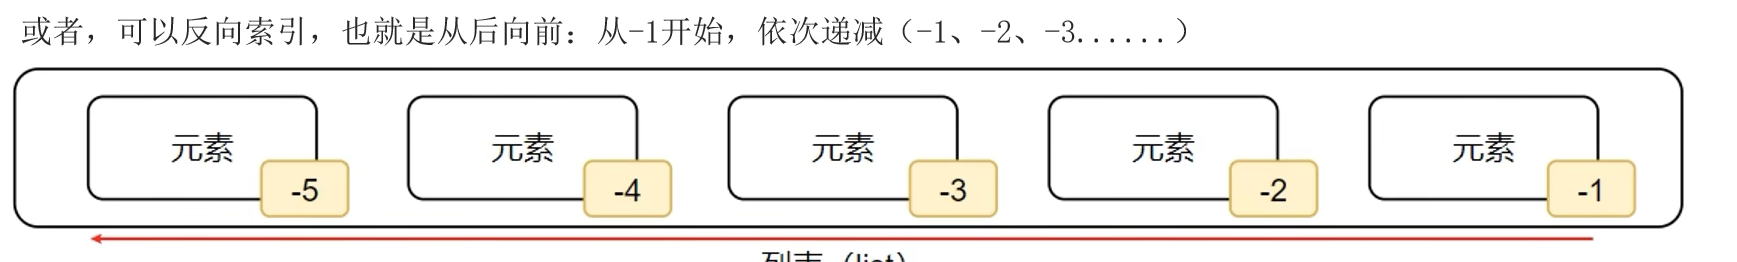 或者，可以反向索引，也就是从后向前：从-1开始，依次递减（-1、-2、-3......）
元素 元素 元素 元素 元素
-5 -4 -3 -2 -1
列表（list）